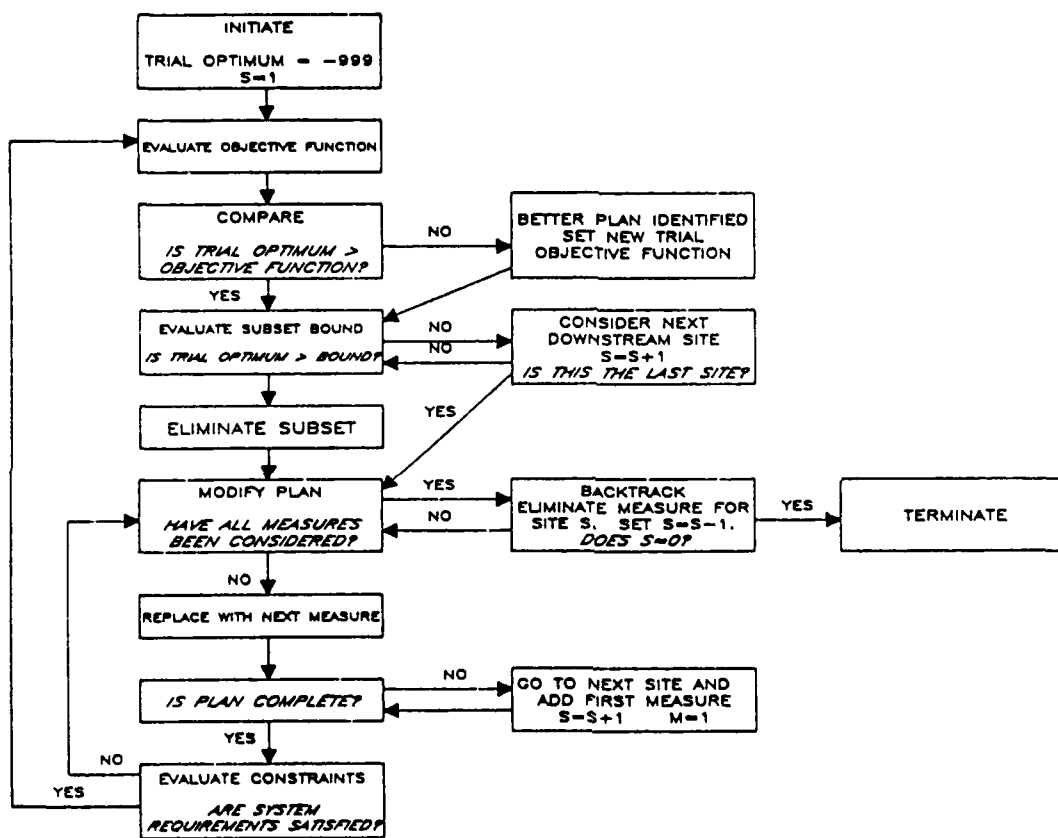 INITIATE
TRIAL OPTIMUM = -999
S=1
EVALUATE OBJECTIVE FUNCTION
COMPARE
IS TRIAL OPTIMUM >
OBJECTIVE FUNCTION?
NO
BETTER PLAN IDENTIFIED
SET NEW TRIAL
OBJECTIVE FUNCTION
YES
EVALUATE SUBSET BOUND
IS TRIAL OPTIMUM > BOUND?
NO
NO
CONSIDER NEXT
DOWNSTREAM SITE
S=S+1
IS THIS THE LAST SITE?
YES
ELIMINATE SUBSET
MODIFY PLAN
HAVE ALL MEASURES
BEEN CONSIDERED?
YES
NO
BACKTRACK
ELIMINATE MEASURE FOR
SITE S. SET S=S-1.
DOES S=0?
YES
TERMINATE
NO
REPLACE WITH NEXT MEASURE
IS PLAN COMPLETE?
NO
GO TO NEXT SITE AND
ADD FIRST MEASURE
S=S+1 M=1
YES
NO
YES
EVALUATE CONSTRAINTS
ARE SYSTEM
REQUIREMENTS SATISFIED?